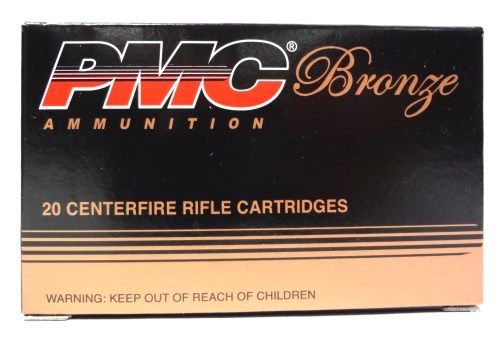 PMC® Bronze
AMMUNITION
20 CENTERFIRE RIFLE CARTRIDGES
WARNING: KEEP OUT OF REACH OF CHILDREN